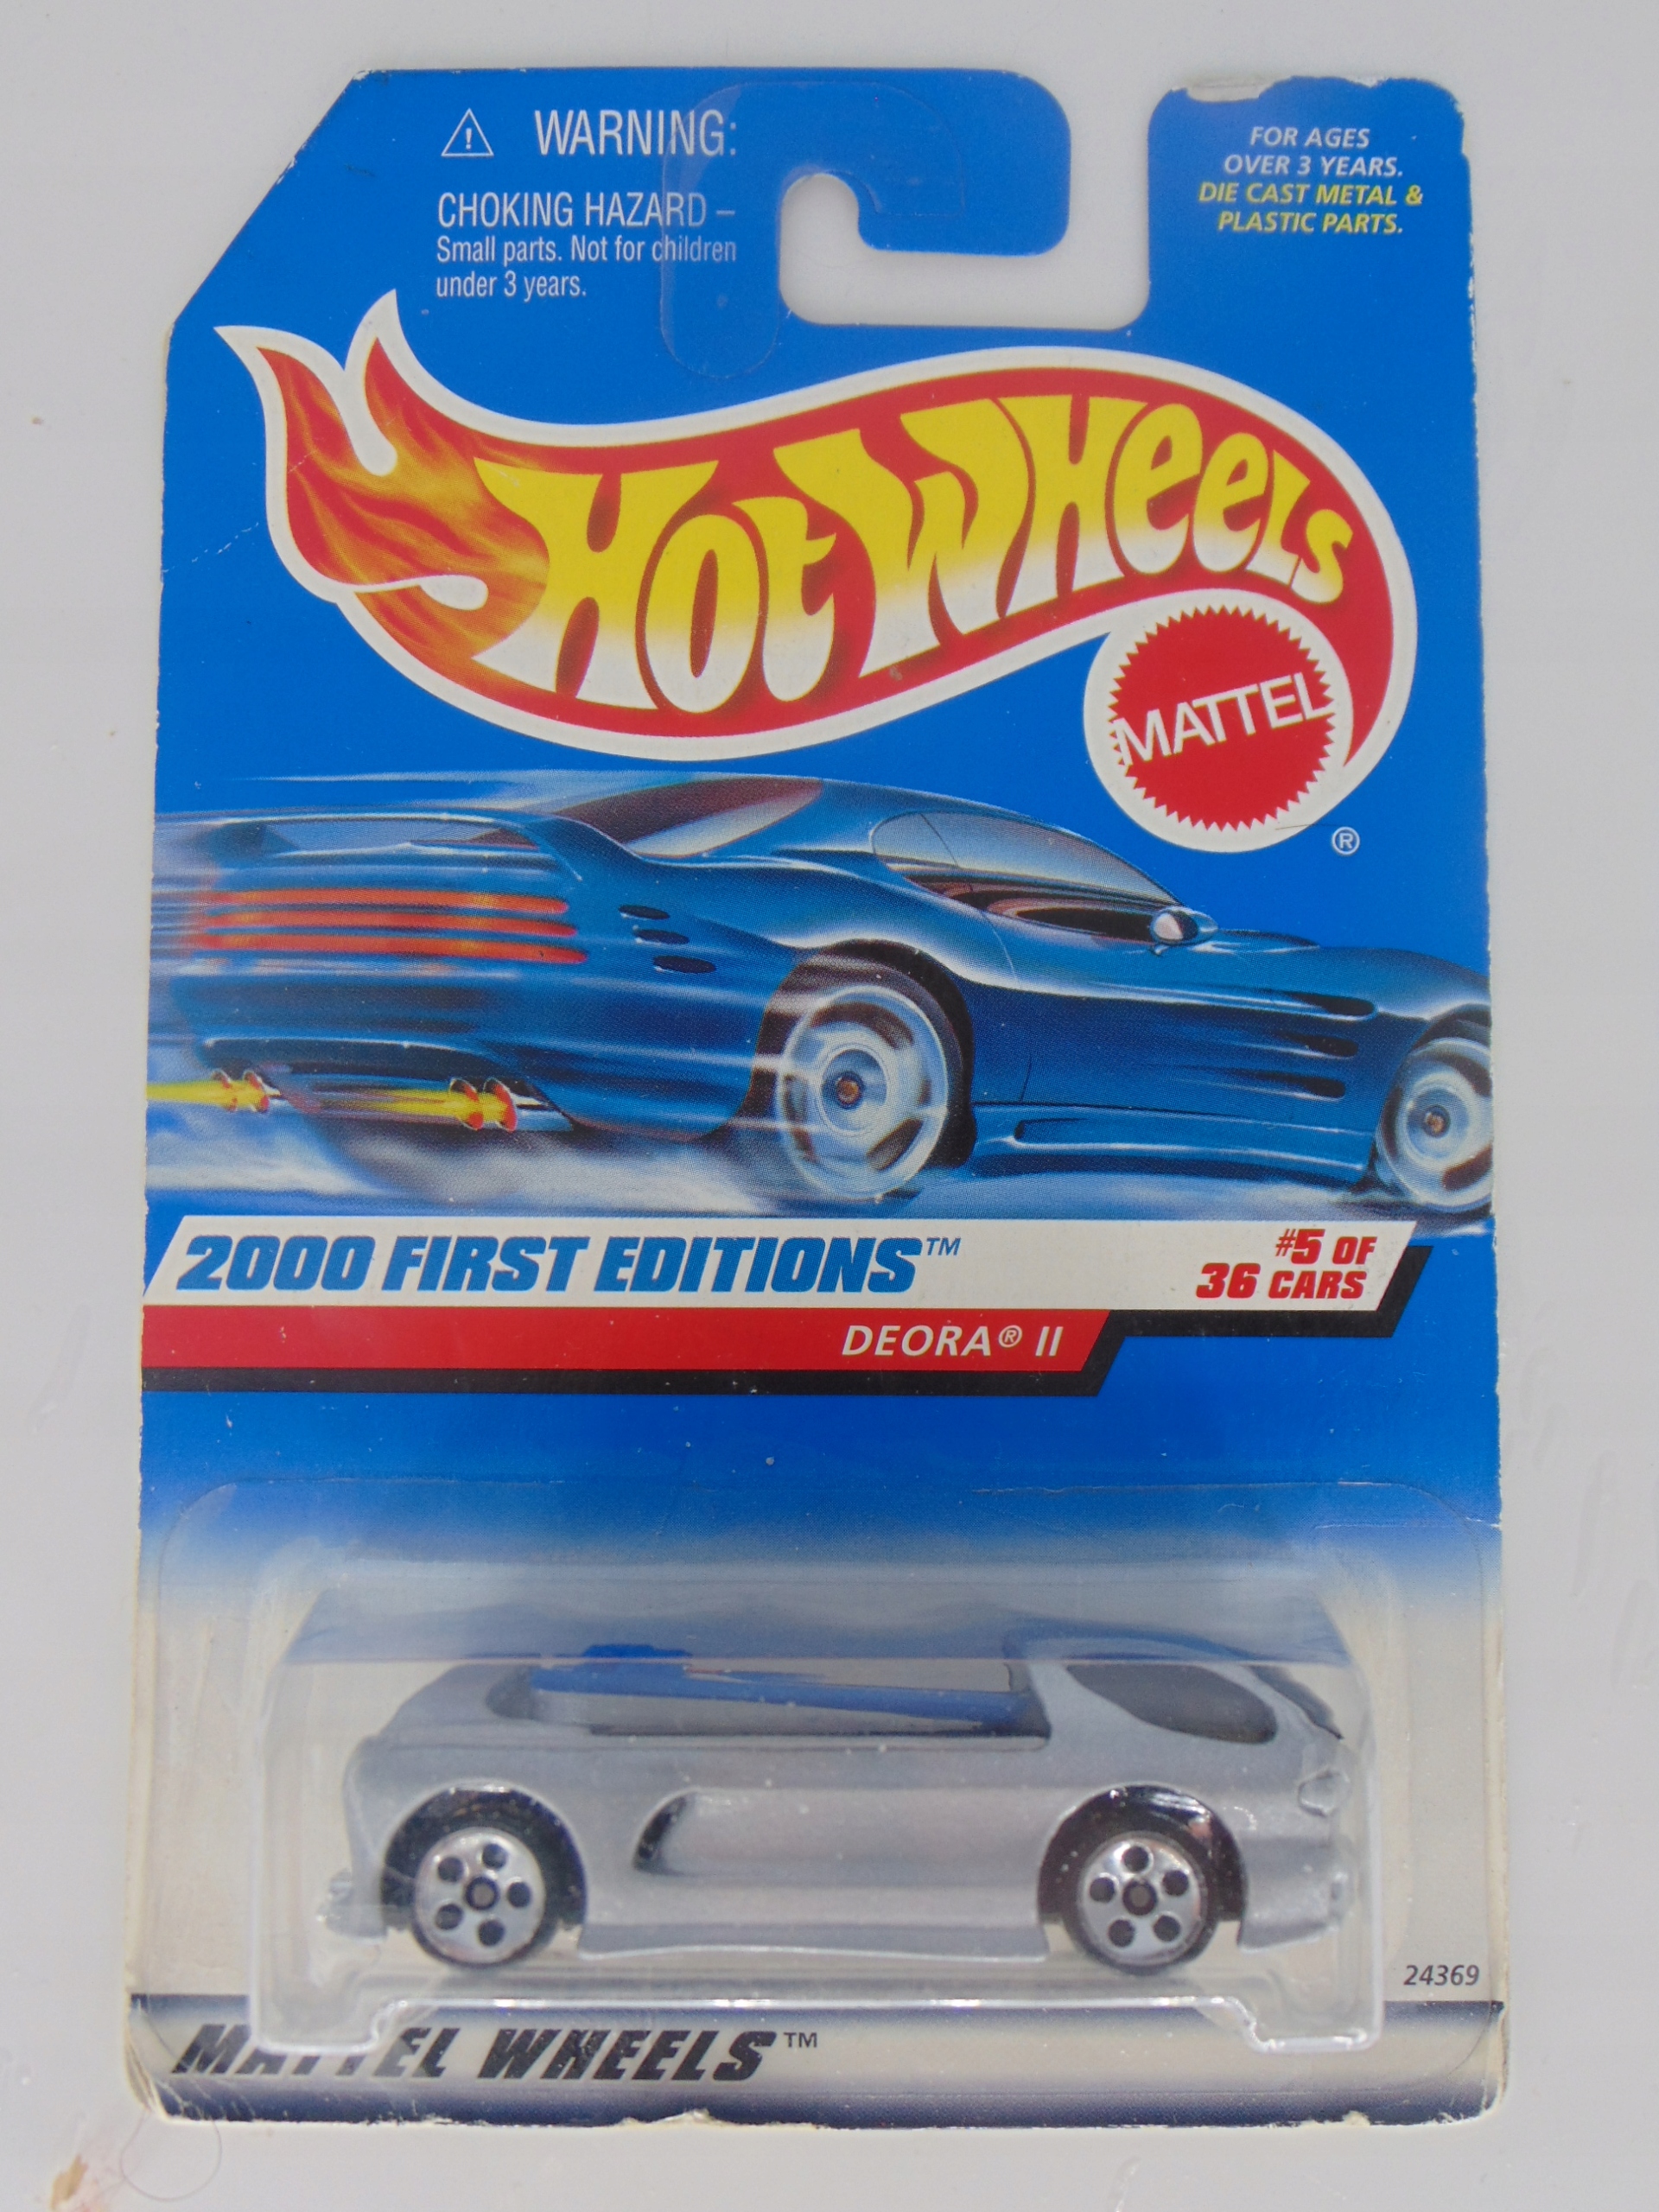 ⚠ WARNING:
CHOKING HAZARD –
Small parts. Not for children
under 3 years.
FOR AGES
OVER 3 YEARS.
DIE CAST METAL &
PLASTIC PARTS.
HOT WHEELS
MATTEL
®
2000 FIRST EDITIONS™
#5 OF
36 CARS
DEORA® II
24369
MATTEL WHEELS™